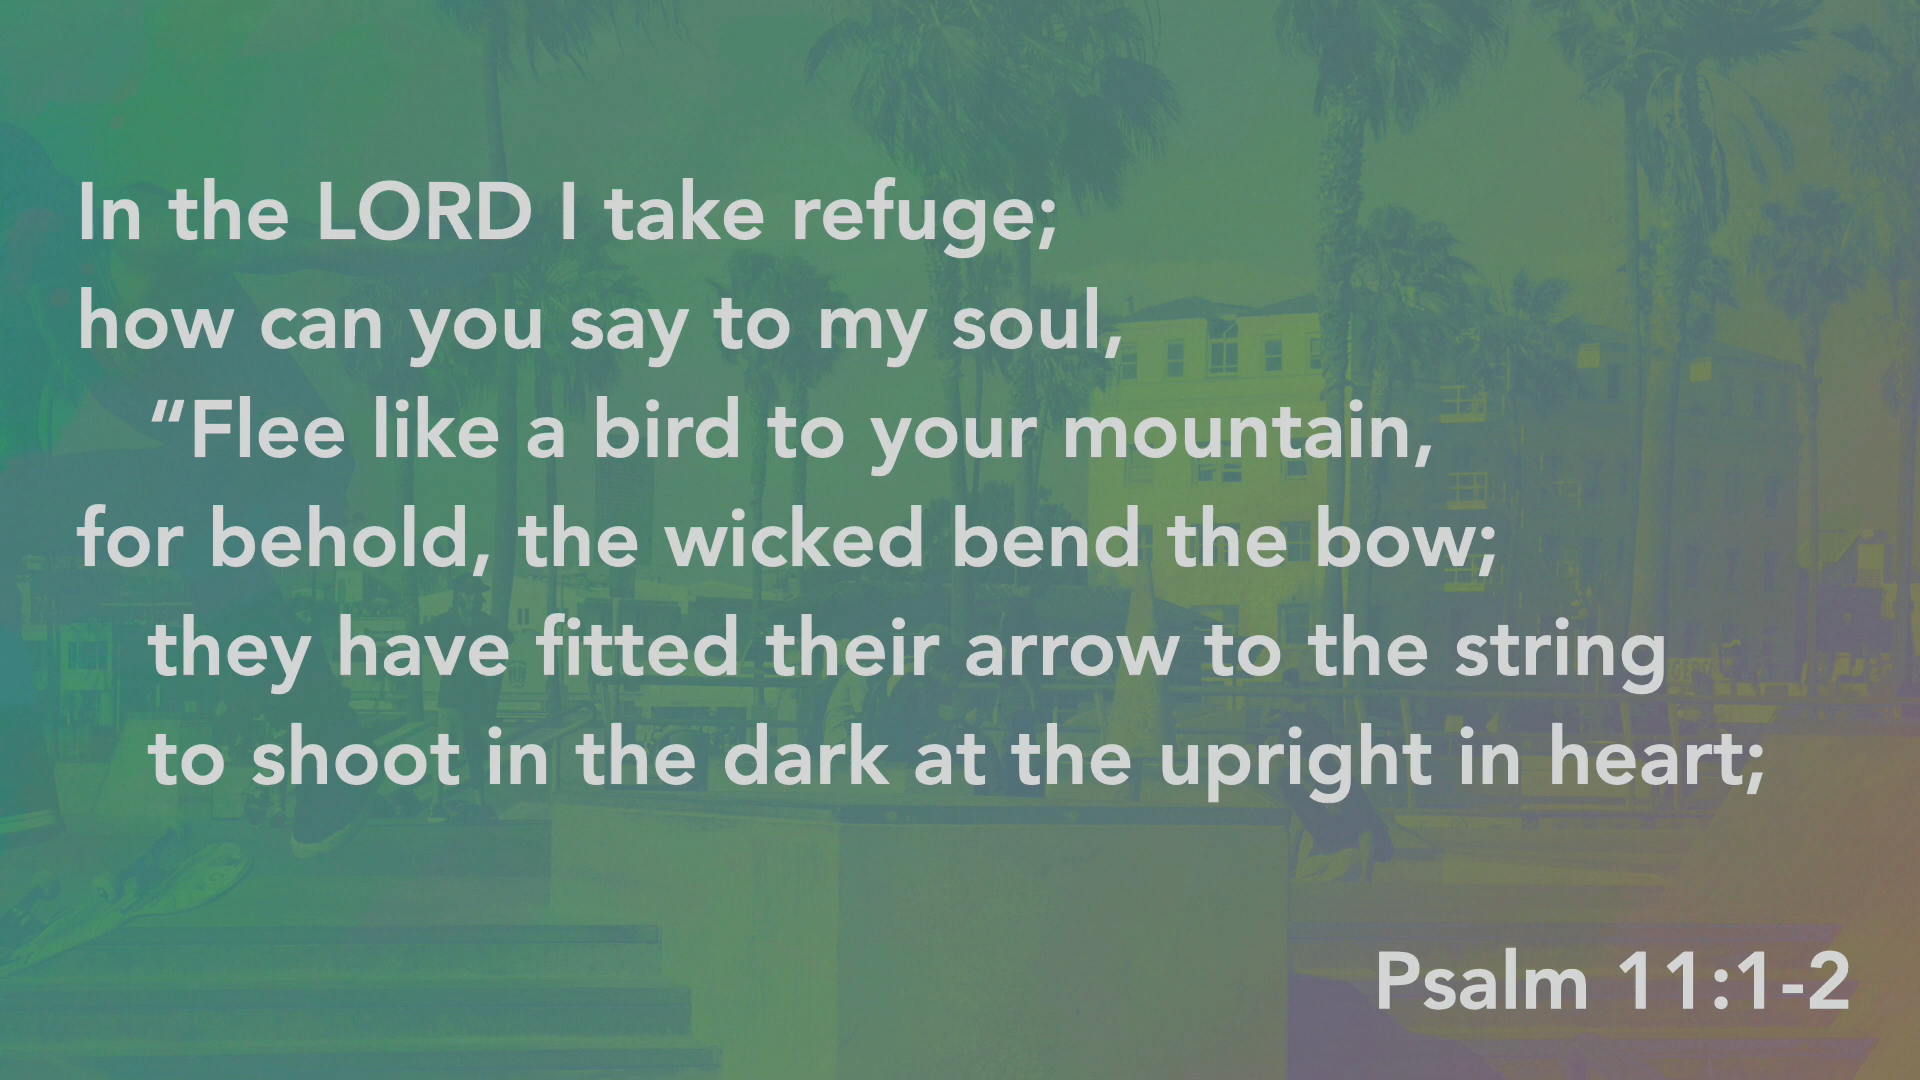 In the LORD I take refuge;
how can you say to my soul,
“Flee like a bird to your mountain,
for behold, the wicked bend the bow;
they have fitted their arrow to the string
to shoot in the dark at the upright in heart;
Psalm 11:1-2